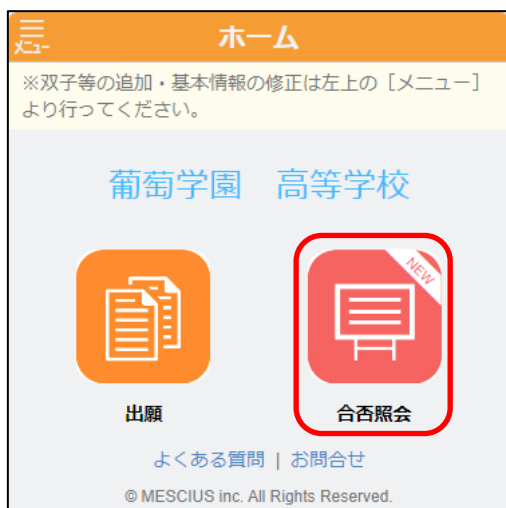 メニュー
ホーム
※双子等の追加・基本情報の修正は左上の［メニュー］
より行ってください。
葡萄学園　高等学校
NEW
出願
合否照会
よくある質問 | お問合せ
© MESCIUS inc. All Rights Reserved.